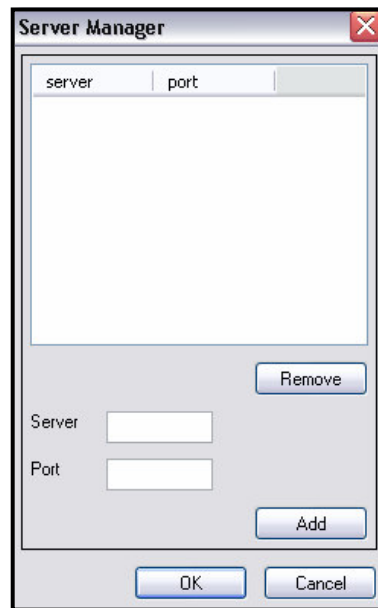 Server Manager
server port
Remove
Server
Port
Add
OK Cancel